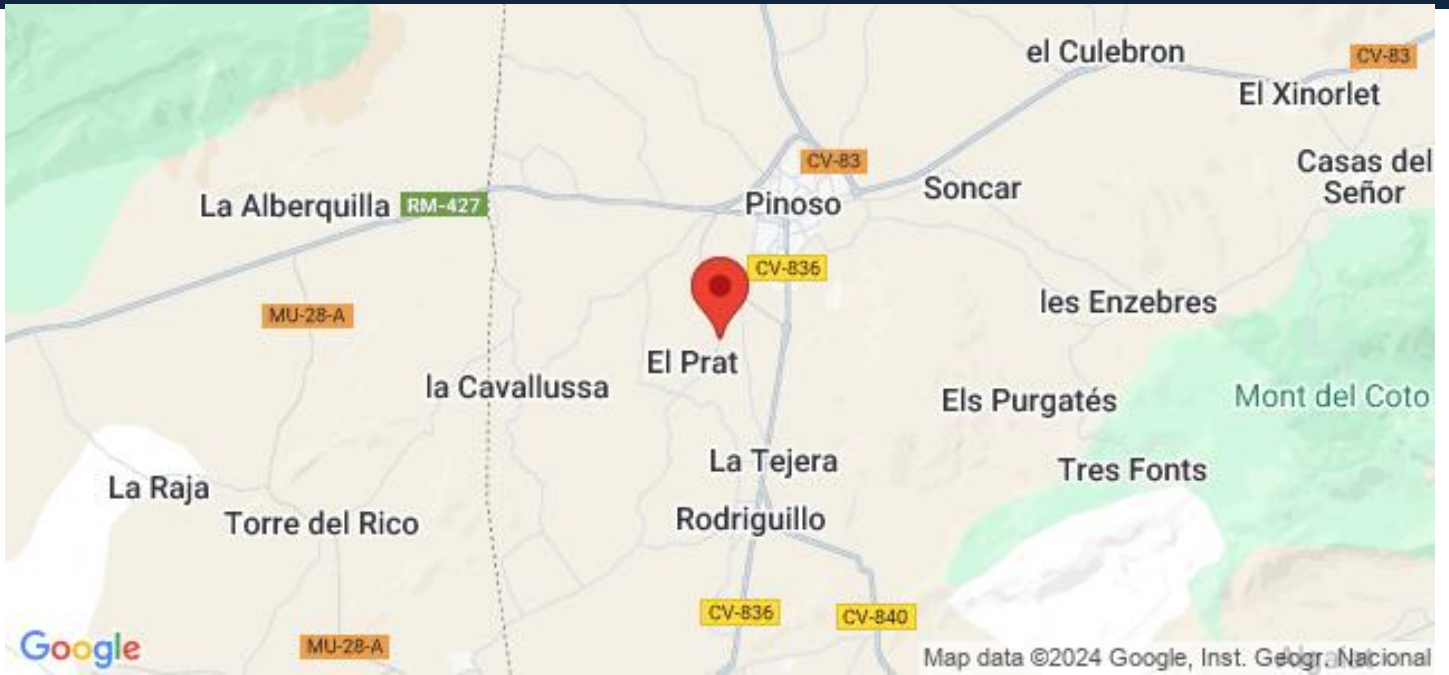 el Culebron
CV-83
El Xinorlet
CV-83
Casas del
Señor
La Alberquilla
RM-427
Pinoso
Soncar
CV-836
MU-28-A
les Enzebres
El Prat
la Cavallussa
Els Purgatés
Mont del Coto
La Tejera
Tres Fonts
La Raja
Torre del Rico
Rodriguillo
CV-836
CV-840
Google
MU-28-A
Map data ©2024 Google, Inst. Geogr. Nacional